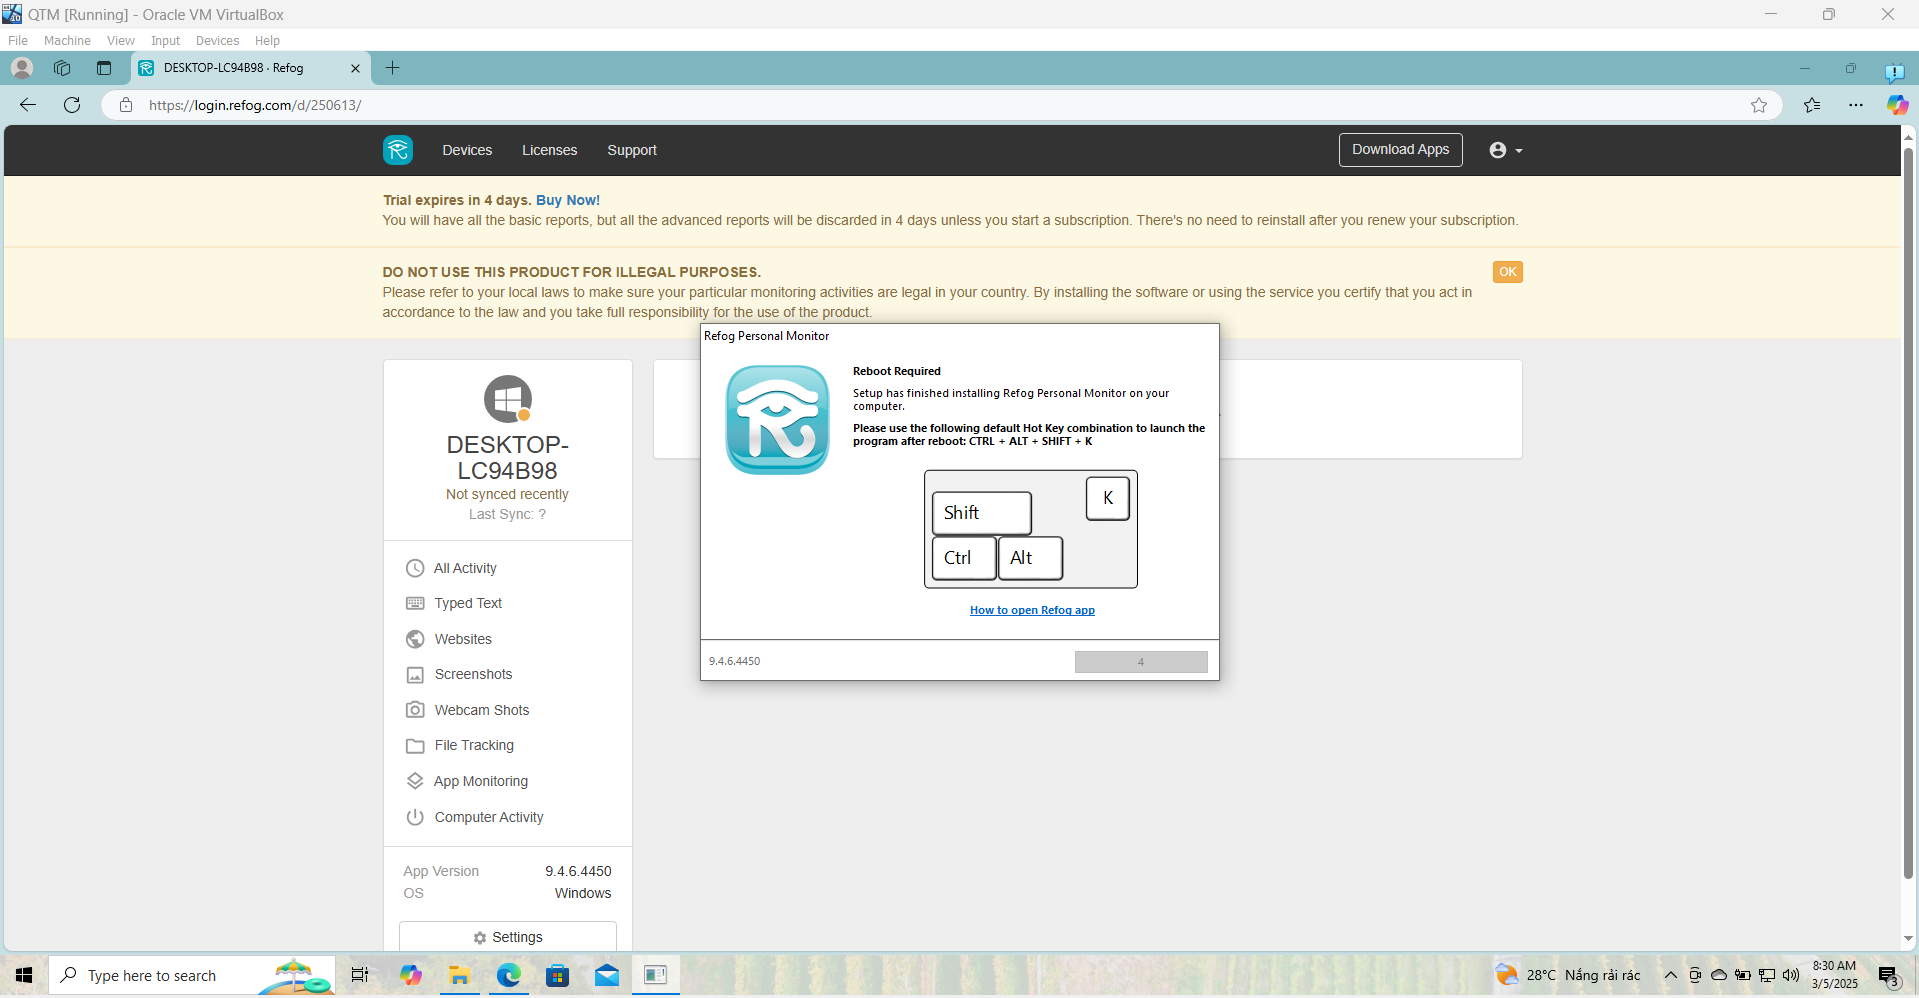 QTM [Running] - Oracle VM VirtualBox
File Machine View Input Devices Help
DESKTOP-LC94B98 - Refog
https://login.refog.com/d/250613/
Devices Licenses Support Download Apps
Trial expires in 4 days. Buy Now!
You will have all the basic reports, but all the advanced reports will be discarded in 4 days unless you start a subscription. There's no need to reinstall after you renew your subscription.
DO NOT USE THIS PRODUCT FOR ILLEGAL PURPOSES.
OK
Please refer to your local laws to make sure your particular monitoring activities are legal in your country. By installing the software or using the service you certify that you act in
accordance to the law and you take full responsibility for the use of the product.
DESKTOP-
LC94B98
Not synced recently
Last Sync: ?
All Activity
Typed Text
Websites
Screenshots
Webcam Shots
File Tracking
App Monitoring
Computer Activity
App Version 9.4.6.4450
OS Windows
Settings
Refog Personal Monitor
Reboot Required
Setup has finished installing Refog Personal Monitor on your
computer.
Please use the following default Hot Key combination to launch the
program after reboot: CTRL + ALT + SHIFT + K
K
Shift
Ctrl Alt
How to open Refog app
9.4.6.4450
4
Type here to search
28°C Nắng rải rác
8:30 AM
3/5/2025
3